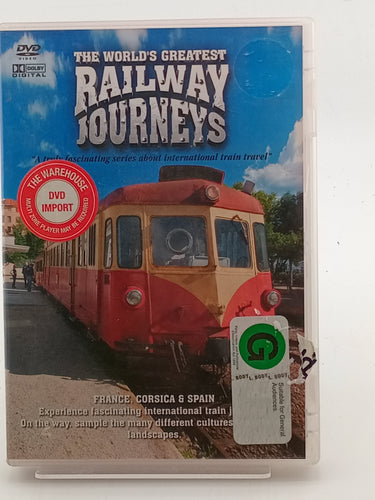 DVD
VIDEO
DOLBY
DIGITAL
THE WORLD'S GREATEST
RAILWAY
JOURNEYS
"A truly fascinating series about international train travel"
THE WAREHOUSE
DVD
IMPORT
MULTI ZONE PLAYER MAY BE REQUIRED
G
Suitable for General
Audiences
FRANCE, CORSICA & SPAIN
Experience fascinating international train j
On the way, sample the many different cultures
landscapes.